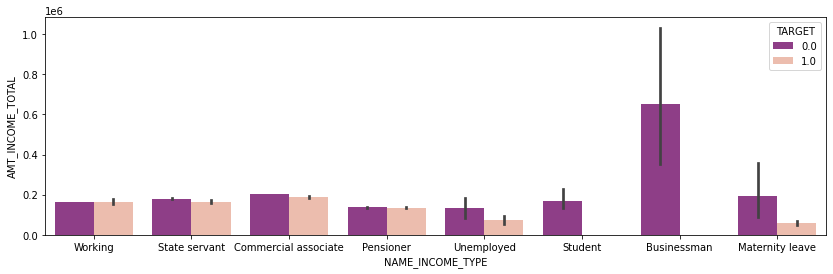 1e6
TARGET
0.0
1.0
AMT_INCOME_TOTAL
1.0
0.8
0.6
0.4
0.2
0.0
Working State servant Commercial associate Pensioner Unemployed Student Businessman Maternity leave
NAME_INCOME_TYPE